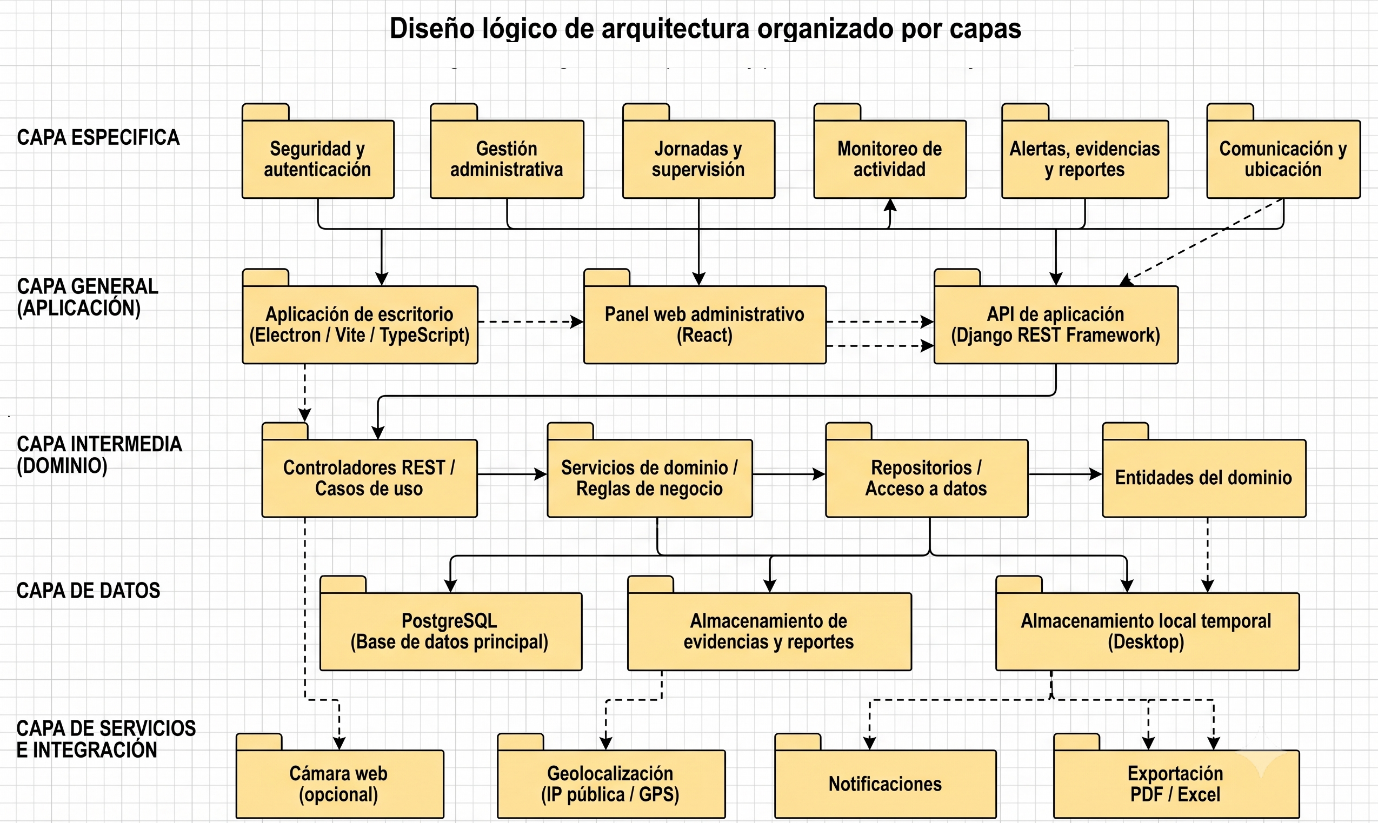 Diseño lógico de arquitectura organizado por capas
CAPA ESPECIFICA
Seguridad y
autenticación
Gestión
administrativa
Jornadas y
supervisión
Monitoreo de
actividad
Alertas, evidencias
y reportes
Comunicación y
ubicación
CAPA GENERAL
(APLICACIÓN)
Aplicación de escritorio
(Electron / Vite / TypeScript)
Panel web administrativo
(React)
API de aplicación
(Django REST Framework)
CAPA INTERMEDIA
(DOMINIO)
Controladores REST /
Casos de uso
Servicios de dominio /
Reglas de negocio
Repositorios /
Acceso a datos
Entidades del dominio
CAPA DE DATOS
PostgreSQL
(Base de datos principal)
Almacenamiento de
evidencias y reportes
Almacenamiento local temporal
(Desktop)
CAPA DE SERVICIOS
E INTEGRACIÓN
Cámara web
(opcional)
Geolocalización
(IP pública / GPS)
Notificaciones
Exportación
PDF / Excel